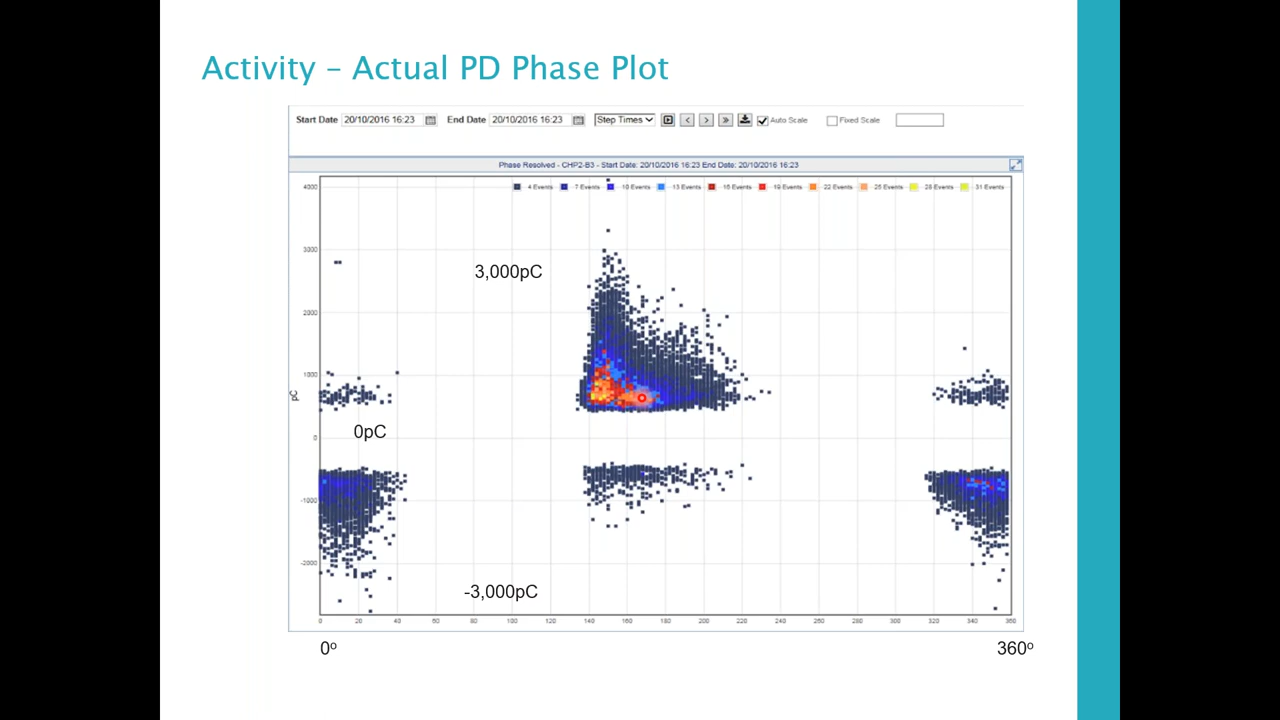 Activity – Actual PD Phase Plot
Start Date 20/10/2016 16:23 End Date 20/10/2016 16:23 Step Times Auto Scale Fixed Scale
Phase Resolved - CHP2-B3 - Start Date: 20/10/2016 16:23 End Date: 20/10/2016 16:23
4 Events 7 Events 10 Events 13 Events 16 Events 19 Events 22 Events 25 Events 28 Events 31 Events
4000
3000
3,000pC
2000
1000
pC
0pC
0
-1000
-2000
-3,000pC
0 20 40 60 80 100 120 140 160 180 200 220 240 260 280 300 320 340 360
0º 360º